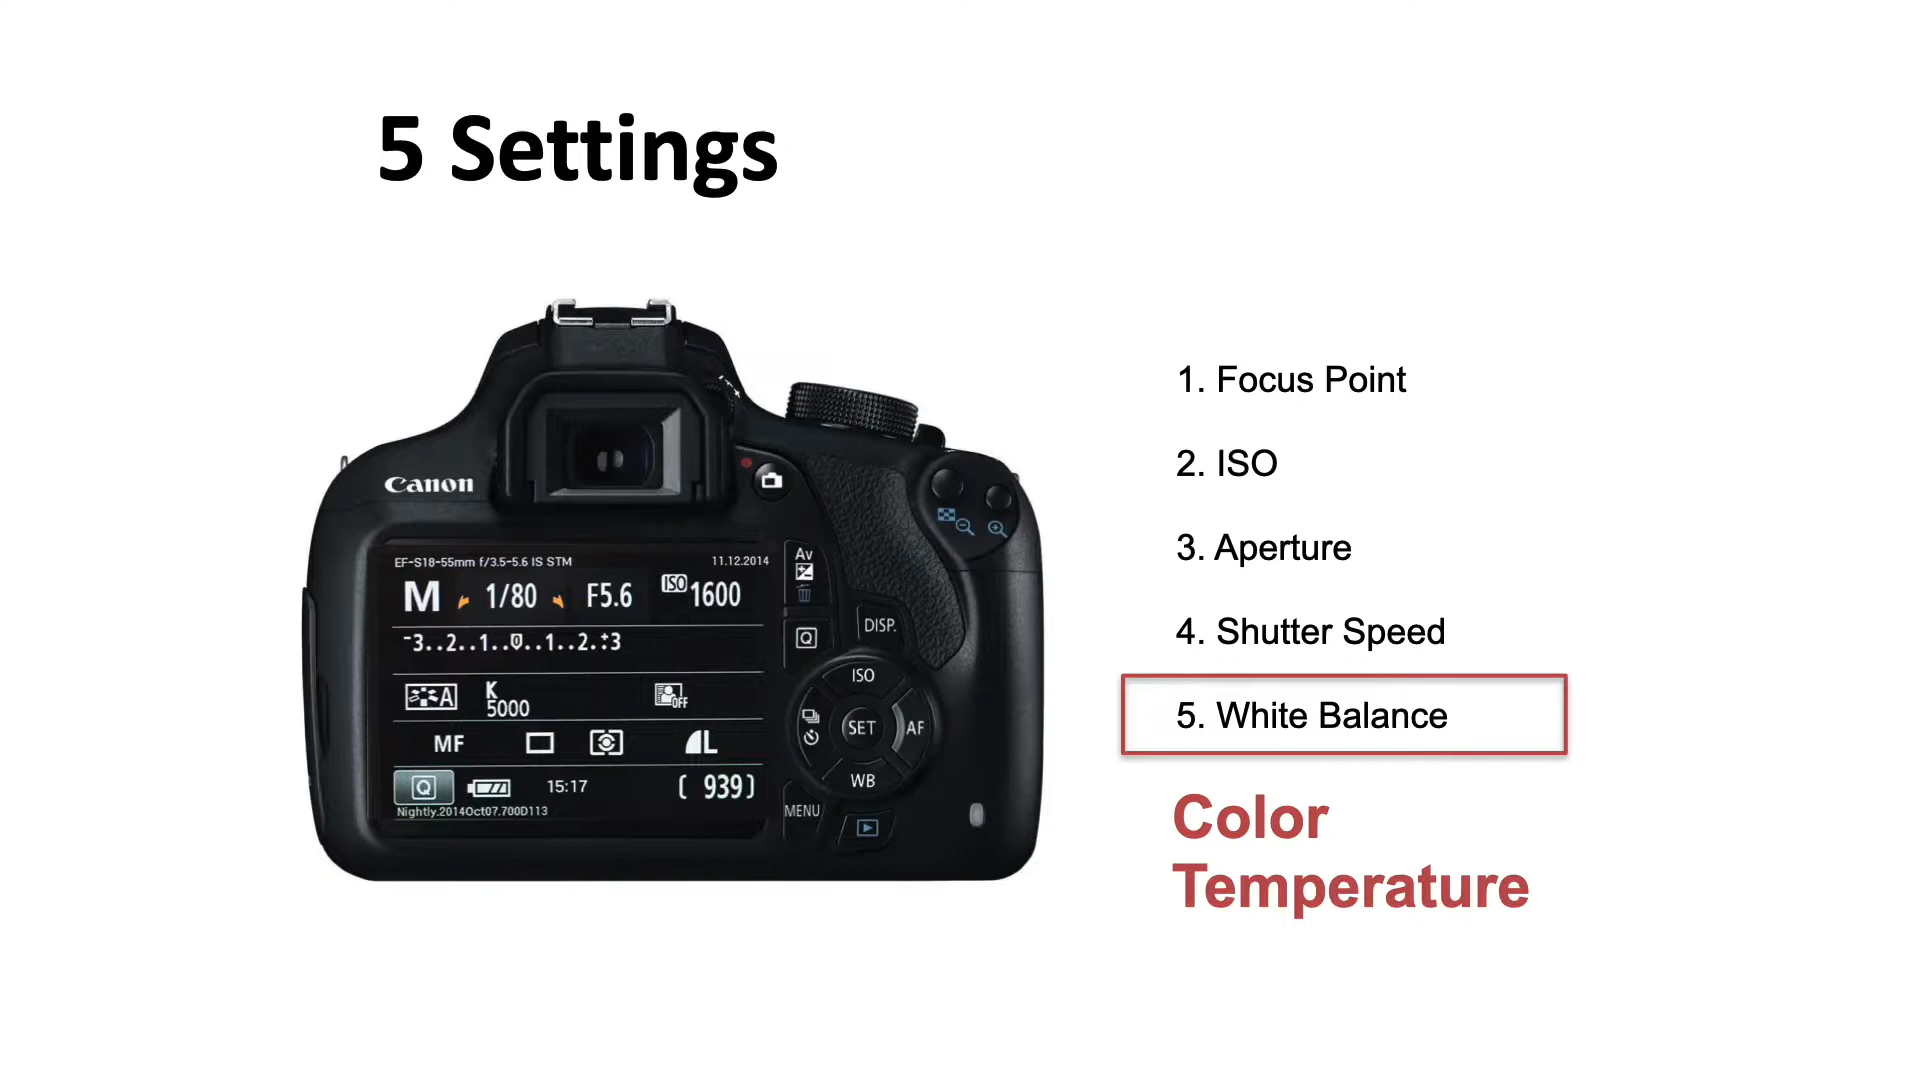 5 Settings
Canon
EF-S18-55mm f/3.5-5.6 IS STM 11.12.2014
M 1/80 F5.6 ISO 1600
-3..2..1..0..1..2.:+3
A K 5000 OFF
MF L
Q 15:17 ( 939)
Nightly.2014Oct07.700D113
Av
Q
DISP.
ISO
SET AF
WB
MENU
1. Focus Point
2. ISO
3. Aperture
4. Shutter Speed
5. White Balance
Color
Temperature